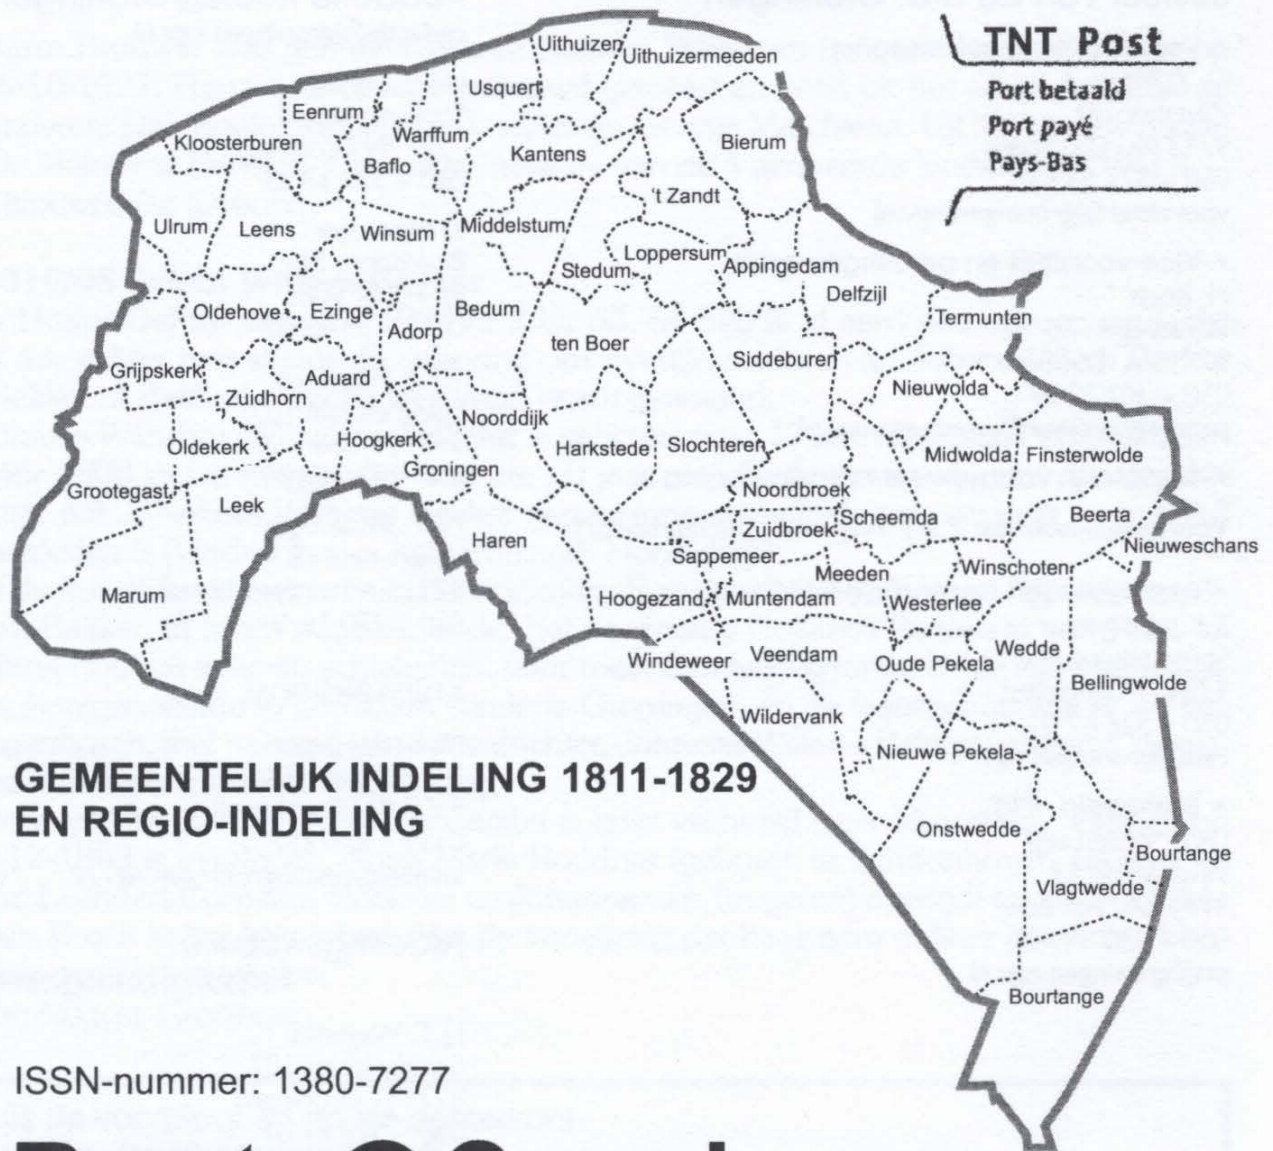 TNT Post
Port betaald
Port payé
Pays-Bas
Uithuizen
Uithuizermeeden
Usquert
Eenrum
Warffum
Kloosterburen
Baflo
Kantens
Bierum
't Zandt
Ulrum
Leens
Winsum
Middelstum
Loppersum
Stedum
Appingedam
Delfzijl
Oldehove
Ezinge
Bedum
Adorp
Termunten
ten Boer
Siddeburen
Grijpskerk
Aduard
Nieuwolda
Zuidhorn
Noorddijk
Oldekerk
Hoogkerk
Harkstede
Slochteren
Midwolda
Finsterwolde
Groningen
Grootegast
Leek
Noordbroek
Scheemda
Beerta
Zuidbroek
Haren
Sappemeer
Nieuweschans
Meeden
Winschoten
Marum
Hoogezand
Muntendam
Westerlee
Windeweer
Veendam
Oude Pekela
Wedde
Bellingwolde
Wildervank
Nieuwe Pekela
GEMEENTELIJK INDELING 1811-1829
EN REGIO-INDELING
Onstwedde
Bourtange
Vlagtwedde
Bourtange
ISSN-nummer: 1380-7277